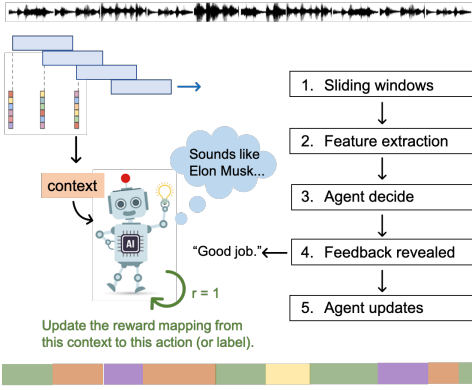 1. Sliding windows
2. Feature extraction
Sounds like
Elon Musk...
context
3. Agent decide
AI
"Good job."
4. Feedback revealed
r = 1
5. Agent updates
Update the reward mapping from
this context to this action (or label).